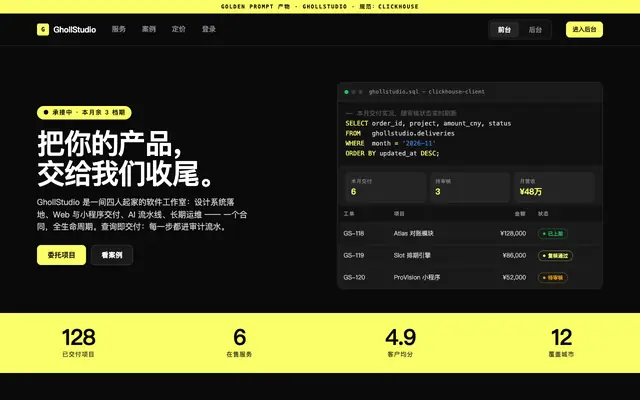 GOLDEN PROMPT 产物 · GHOLLSTUDIO · 规范：CLICKHOUSE
G GhollStudio 服务 案例 定价 登录 前台 后台 进入后台
承接中 · 本月余 3 档期
把你的产品，
交给我们收尾。
GhollStudio 是一间四人起家的软件工作室：设计系统落
地、Web 与小程序交付、AI 流水线、长期运维 —— 一个合
同，全生命周期。查询即交付：每一步都进审计流水。
委托项目 看案例
ghollstudio.sql — clickhouse-client
—— 本月交付实况，随审核状态实时刷新
SELECT order_id, project, amount_cny, status
FROM ghollstudio.deliveries
WHERE month = '2026-11'
ORDER BY updated_at DESC;
本月交付 待审核 月营收
6 3 ¥48万
工单 项目 金额 状态
GS-118 Atlas 对账模块 ¥128,000 已上线
GS-119 Slot 排期引擎 ¥86,000 复核通过
GS-120 ProVision 小程序 ¥52,000 待审核
128 6 4.9 12
已交付项目 在售服务 客户均分 覆盖城市